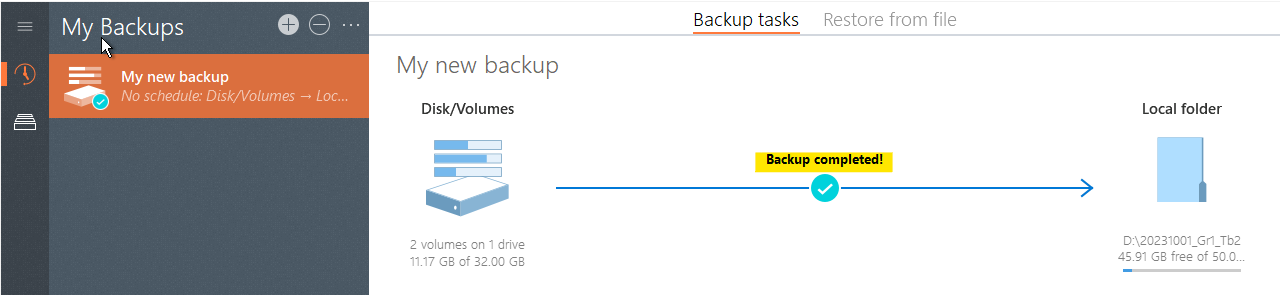 My Backups
My new backup
No schedule: Disk/Volumes → Loc...
Backup tasks
Restore from file
My new backup
Disk/Volumes
Backup completed!
Local folder
2 volumes on 1 drive
11.17 GB of 32.00 GB
D:\20231001_Gr1_Tb2
45.91 GB free of 50.0...